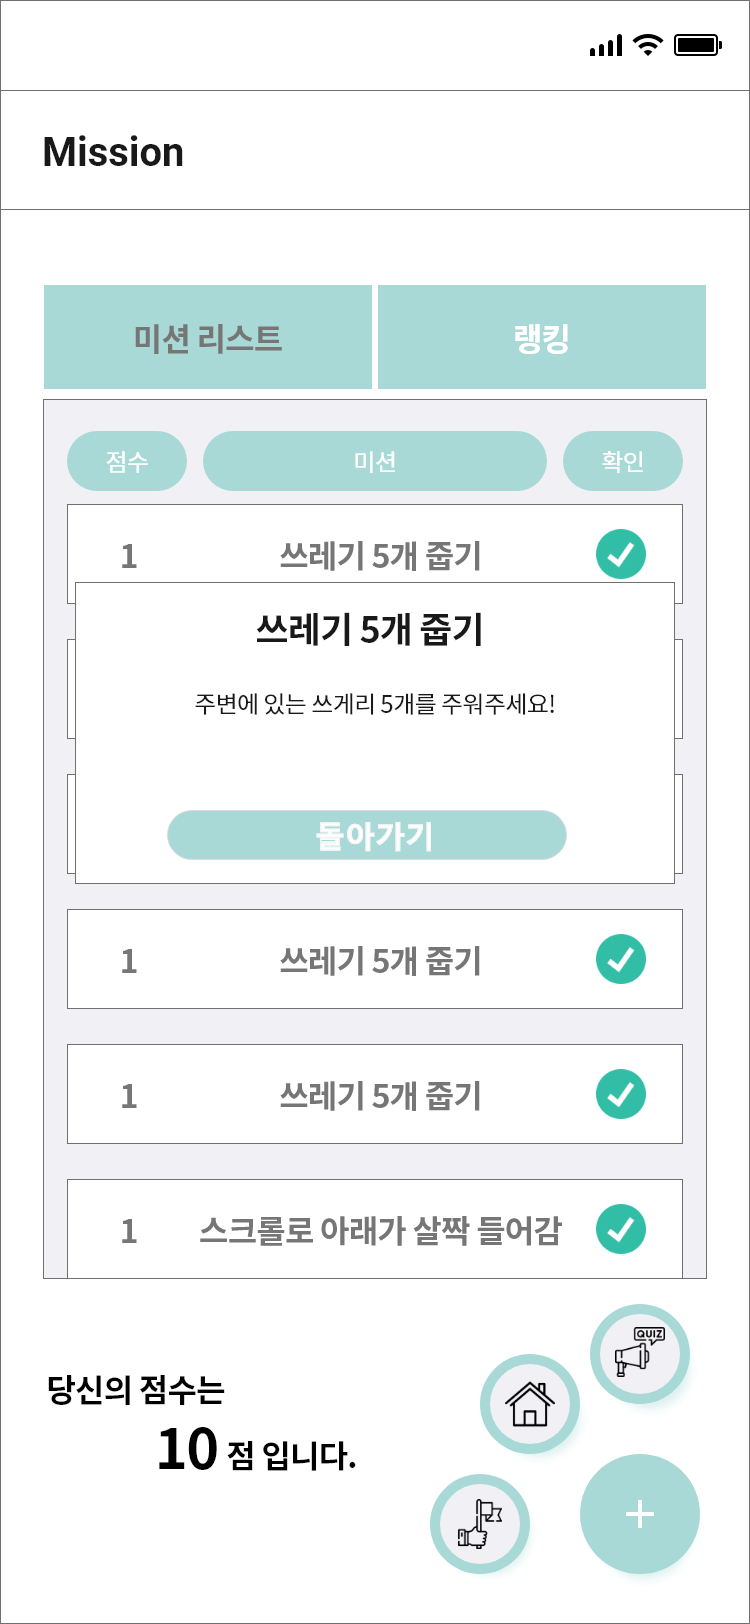 Mission
미션 리스트
랭킹
점수
미션
확인
1
쓰레기 5개 줍기
쓰레기 5개 줍기
주변에 있는 쓰게리 5개를 주워주세요!
돌아가기
1
쓰레기 5개 줍기
1
쓰레기 5개 줍기
1
스크롤로 아래가 살짝 들어감
QUIZ
당신의 점수는
10 점 입니다.